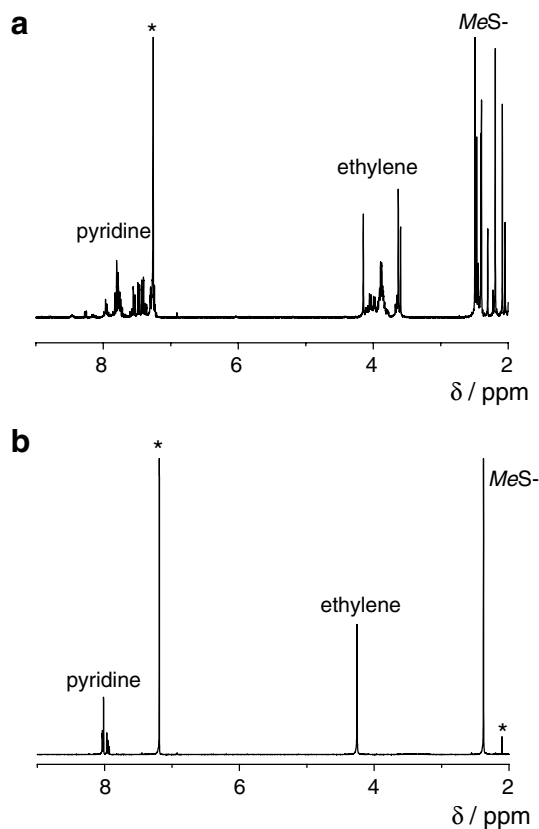 a
*
MeS-
ethylene
pyridine
8 6 4 2
δ / ppm
b
*
MeS-
ethylene
pyridine
*
8 6 4 2
δ / ppm